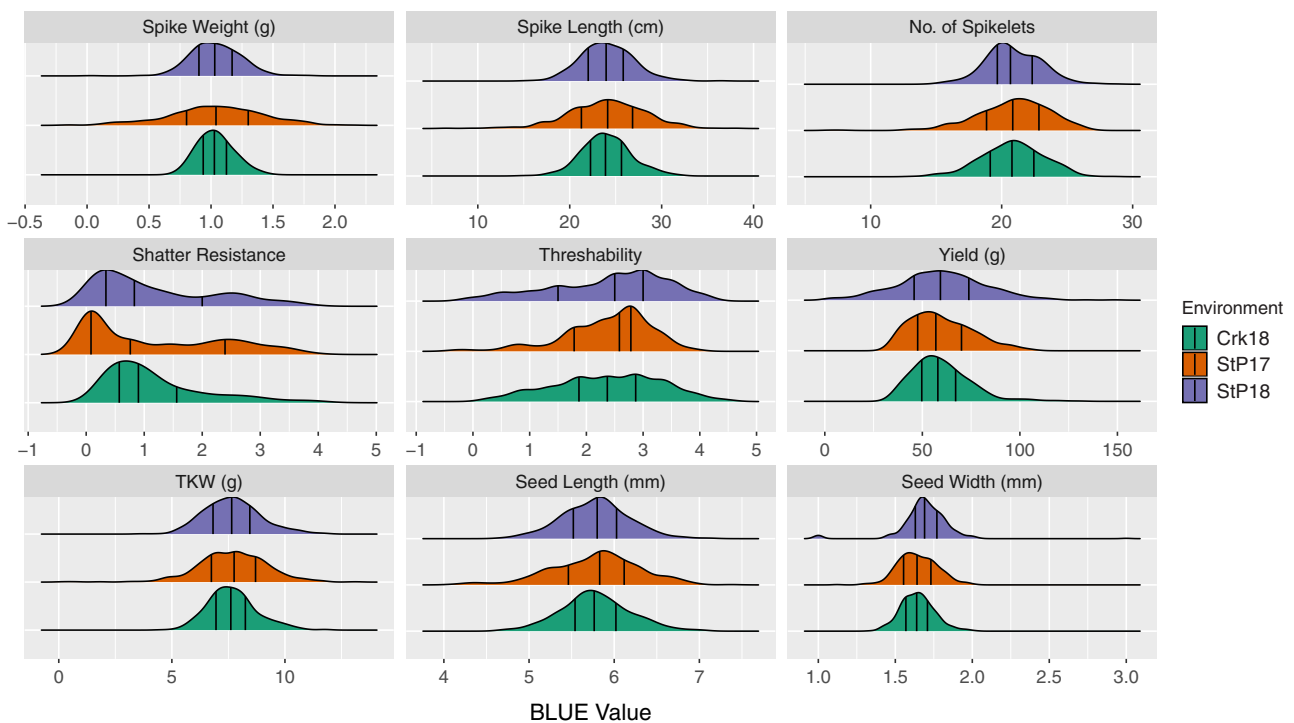 Spike Weight (g) Spike Length (cm) No. of Spikelets
−0.5 0.0 0.5 1.0 1.5 2.0 10 20 30 40 10 20 30
Shatter Resistance Threshability Yield (g)
−1 0 1 2 3 4 5 −1 0 1 2 3 4 5 0 50 100 150
Environment
Crk18
StP17
StP18
TKW (g) Seed Length (mm) Seed Width (mm)
0 5 10 4 5 6 7 1.0 1.5 2.0 2.5 3.0
BLUE Value